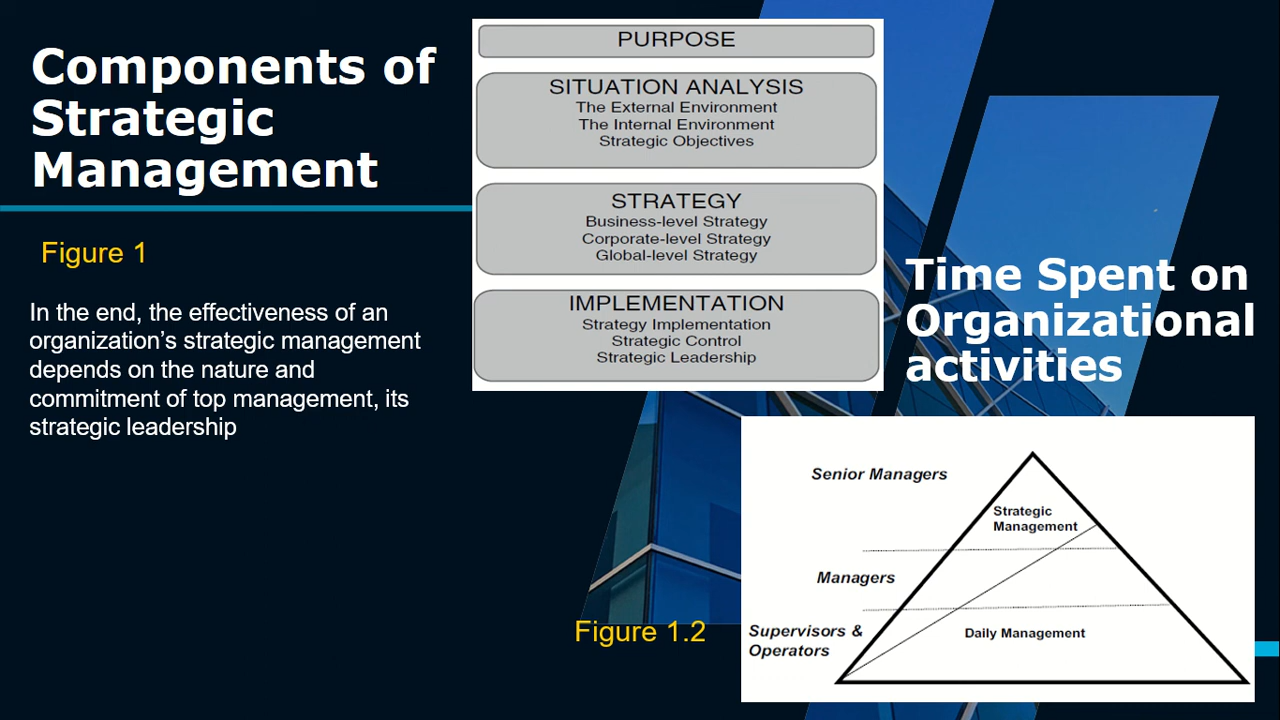 Components of
Strategic
Management
Figure 1
In the end, the effectiveness of an
organization’s strategic management
depends on the nature and
commitment of top management, its
strategic leadership
PURPOSE
SITUATION ANALYSIS
The External Environment
The Internal Environment
Strategic Objectives
STRATEGY
Business-level Strategy
Corporate-level Strategy
Global-level Strategy
IMPLEMENTATION
Strategy Implementation
Strategic Control
Strategic Leadership
Time Spent on
Organizational
activities
Figure 1.2
Senior Managers
Strategic
Management
Managers
Supervisors &
Operators
Daily Management